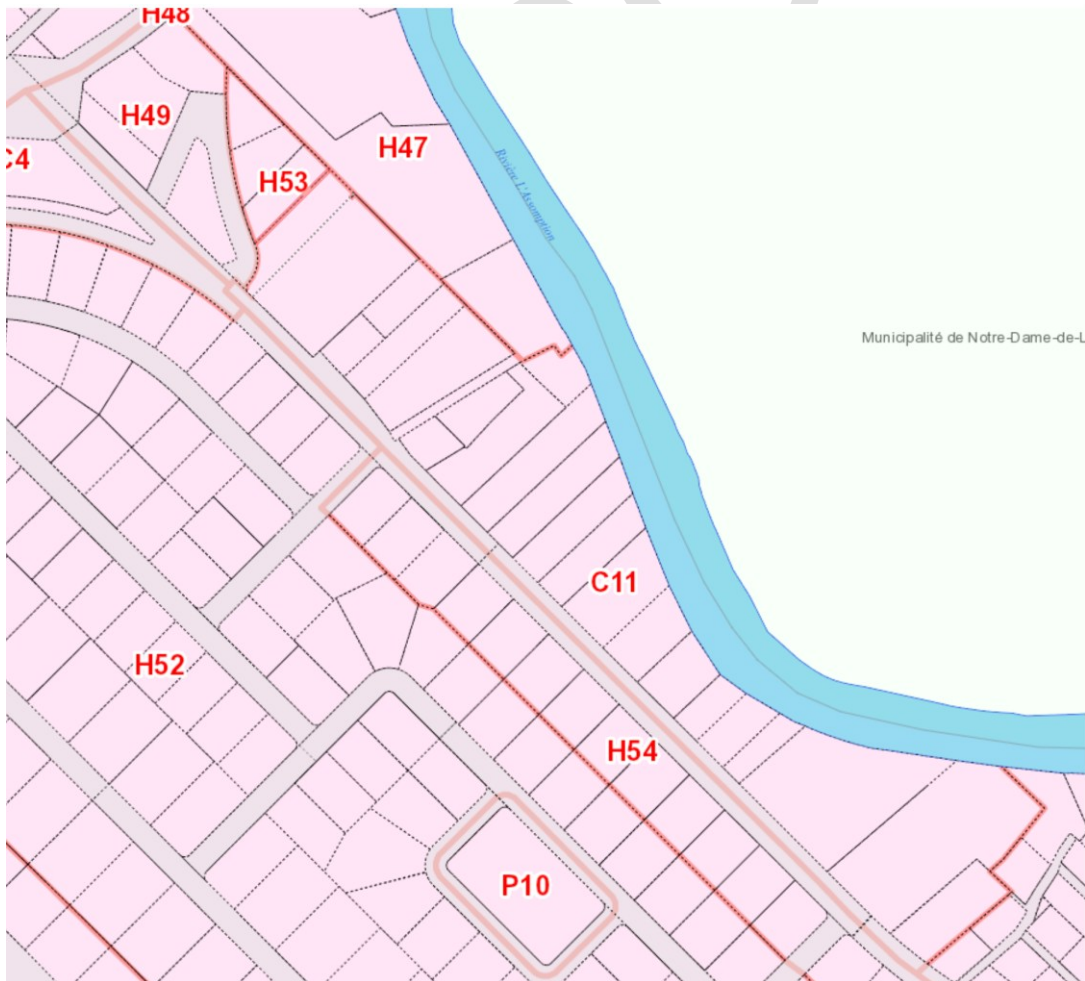 H48
H49
H47
C4
H53
Rivière L'Assomption
Municipalité de Notre-Dame-de-L
C11
H52
H54
P10